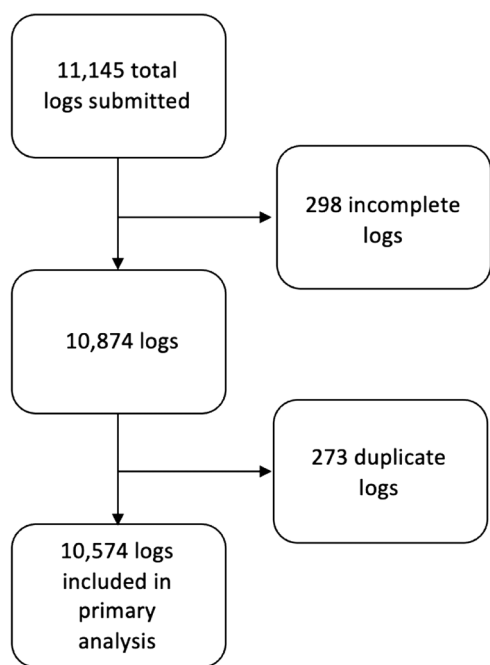 11,145 total
logs submitted
298 incomplete
logs
10,874 logs
273 duplicate
logs
10,574 logs
included in
primary
analysis